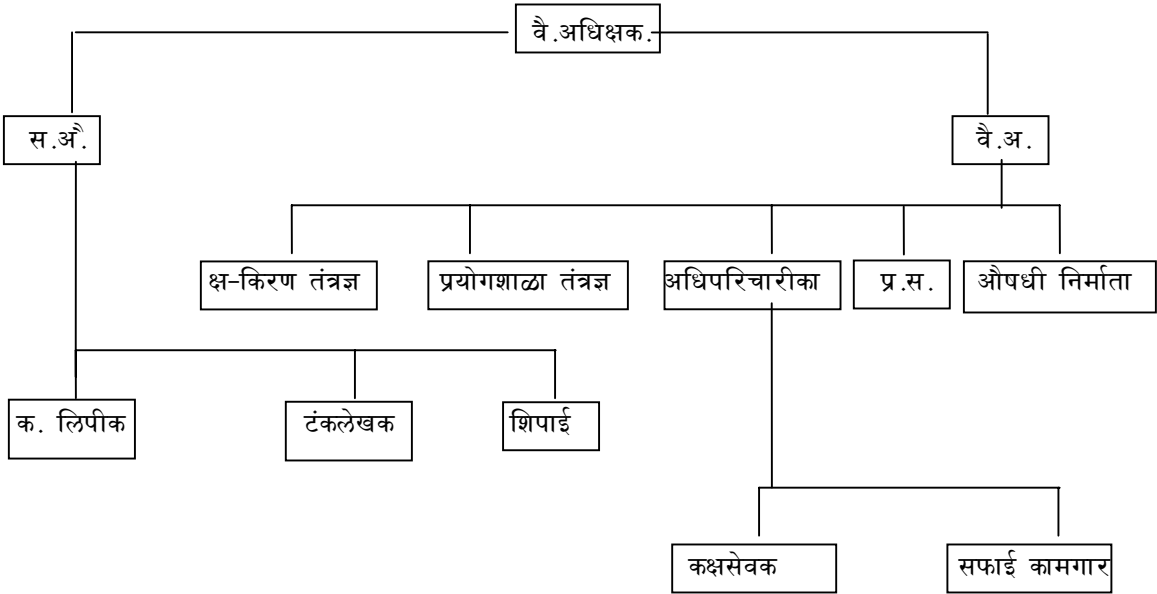 वै.अधिक्षक.
स.अै.
वै.अ.
क्ष-किरण तंत्रज्ञ
प्रयोगशाळा तंत्रज्ञ
अधिपरिचारीका
प्र.स.
औषधी निर्माता
क. लिपीक
टंकलेखक
शिपाई
कक्षसेवक
सफाई कामगार